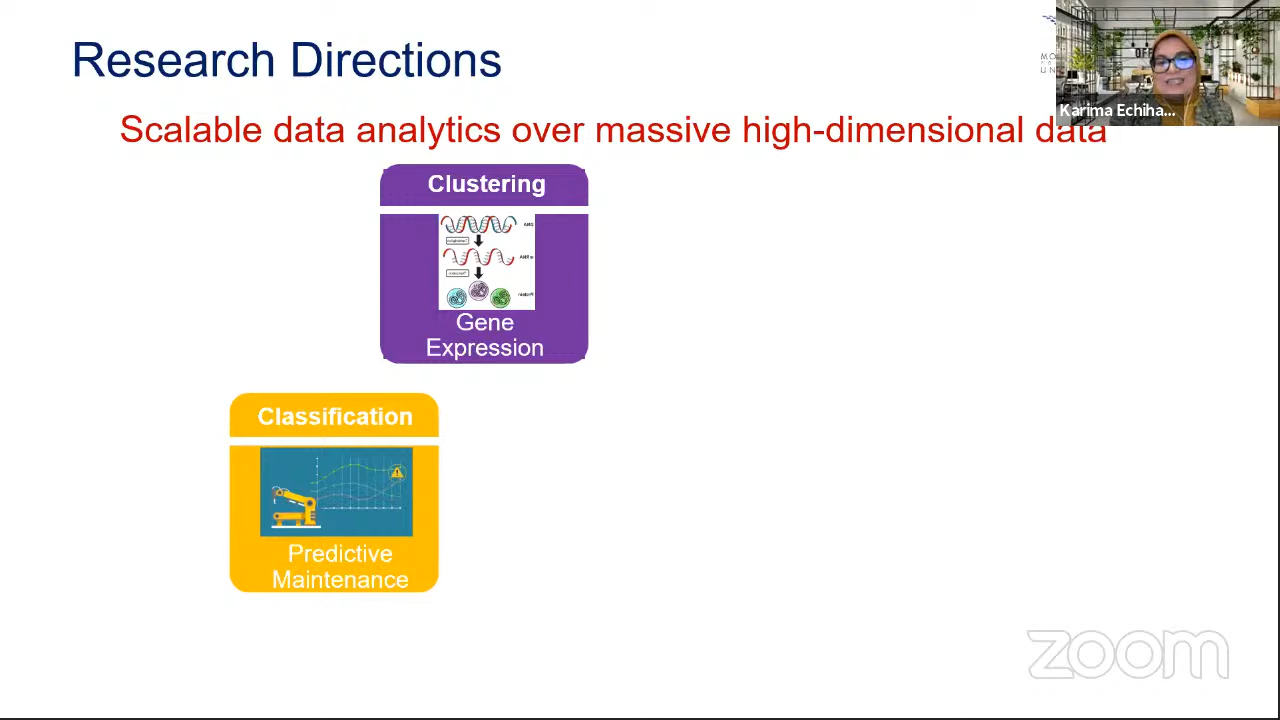 Research Directions
Scalable data analytics over massive high-dimensional data
Karima Echiha...
Clustering
Gene
Expression
Classification
Predictive
Maintenance
zoom